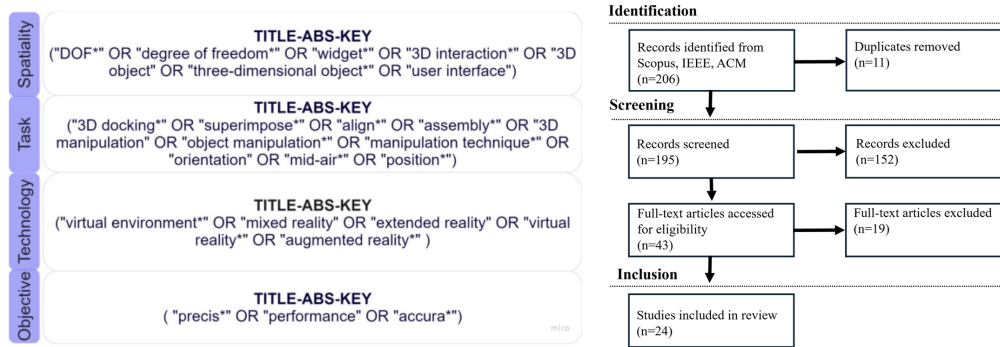 Spatiality
TITLE-ABS-KEY
("DOF*" OR "degree of freedom*" OR "widget*" OR "3D interaction*" OR "3D
object" OR "three-dimensional object*" OR "user interface")
Task
TITLE-ABS-KEY
("3D docking*" OR "superimpose*" OR "align*" OR "assembly*" OR "3D
manipulation" OR "object manipulation*" OR "manipulation technique*" OR
"orientation" OR "mid-air*" OR "position*")
Technology
TITLE-ABS-KEY
("virtual environment*" OR "mixed reality" OR "extended reality" OR "virtual
reality*" OR "augmented reality*" )
Objective
TITLE-ABS-KEY
( "precis*" OR "performance" OR "accura*")
miro
Identification
Records identified from
Scopus, IEEE, ACM
(n=206)
Duplicates removed
(n=11)
Screening
Records screened
(n=195)
Records excluded
(n=152)
Full-text articles accessed
for eligibility
(n=43)
Full-text articles excluded
(n=19)
Inclusion
Studies included in review
(n=24)